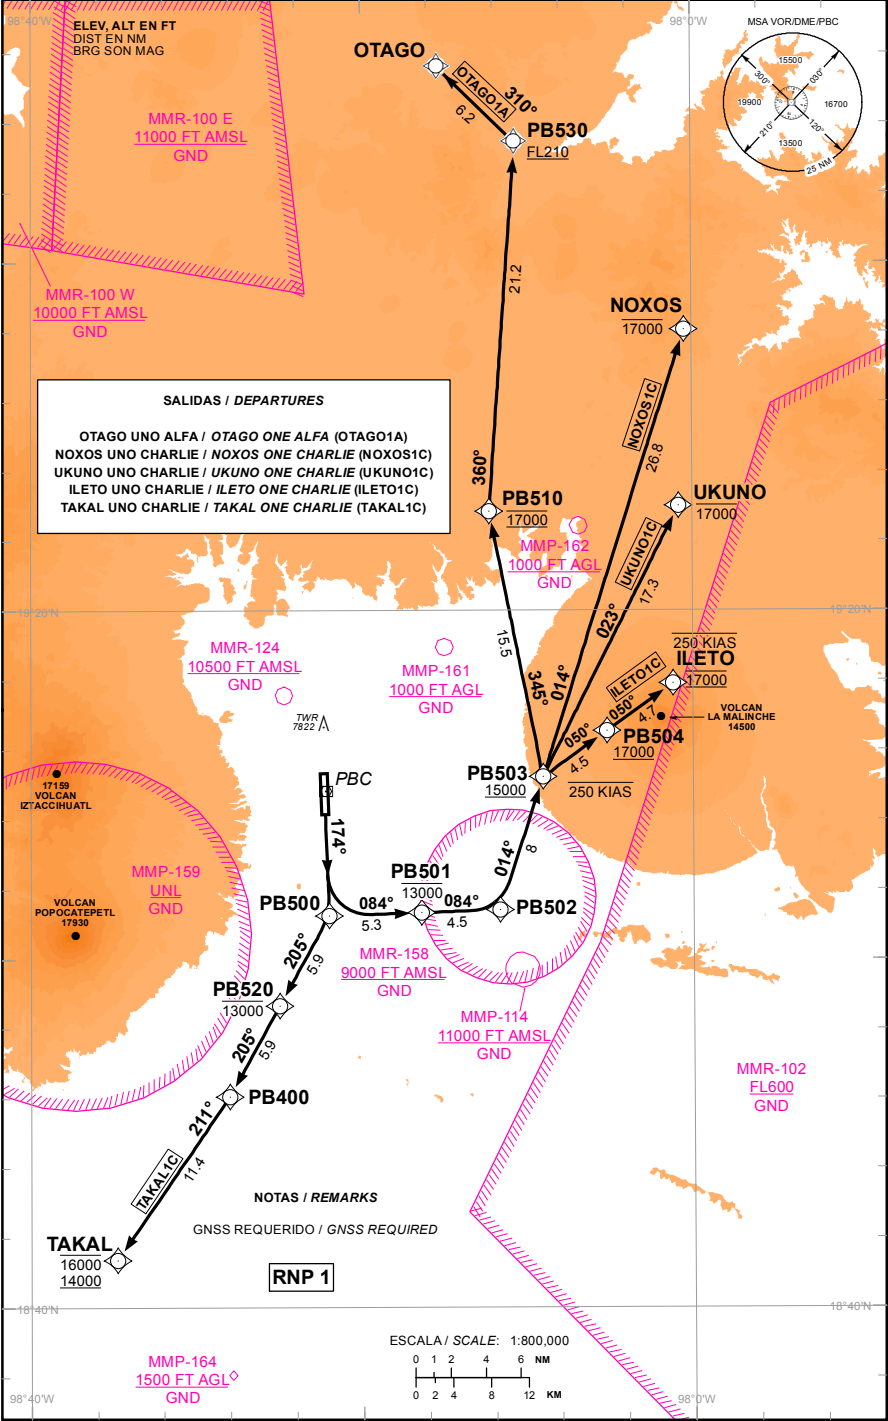 98°40'W
98°0'W
ELEV, ALT EN FT
DIST EN NM
BRG SON MAG
MSA VOR/DME/PBC
15500
300°
030°
19900
16700
210°
120°
13500
25 NM
OTAGO
OTAGO1A
310°
6.2
PB530
FL210
MMR-100 E
11000 FT AMSL
GND
21.2
MMR-100 W
10000 FT AMSL
GND
NOXOS
17000
SALIDAS / DEPARTURES
OTAGO UNO ALFA / OTAGO ONE ALFA (OTAGO1A)
NOXOS UNO CHARLIE / NOXOS ONE CHARLIE (NOXOS1C)
UKUNO UNO CHARLIE / UKUNO ONE CHARLIE (UKUNO1C)
ILETO UNO CHARLIE / ILETO ONE CHARLIE (ILETO1C)
TAKAL UNO CHARLIE / TAKAL ONE CHARLIE (TAKAL1C)
NOXOS1C
26.8
360°
PB510
17000
UKUNO
17000
MMP-162
1000 FT AGL
GND
UKUNO1C
17.3
023°
19°20'N
19°20'N
15.5
345°
014°
250 KIAS
ILETO
17000
ILETO1C
050°
4.7
MMR-124
10500 FT AMSL
GND
MMP-161
1000 FT AGL
GND
TWR
7822
VOLCAN
LA MALINCHE
14500
050°
4.5
PB504
17000
PB503
15000
250 KIAS
PBC
17159
VOLCAN
IZTACCIHUATL
174°
014°
8
MMP-159
UNL
GND
PB501
13000
VOLCAN
POPOCATEPETL
17930
PB500
084°
5.3
084°
4.5
PB502
205°
5.9
MMR-158
9000 FT AMSL
GND
PB520
13000
MMP-114
11000 FT AMSL
GND
205°
5.9
MMR-102
FL600
GND
PB400
211°
11.4
TAKAL1C
NOTAS / REMARKS
GNSS REQUERIDO / GNSS REQUIRED
TAKAL
16000
14000
RNP 1
18°40'N
18°40'N
ESCALA / SCALE: 1:800,000
0 1 2 4 6 NM
0 2 4 8 12 KM
MMP-164
1500 FT AGL
GND
98°40'W
98°0'W